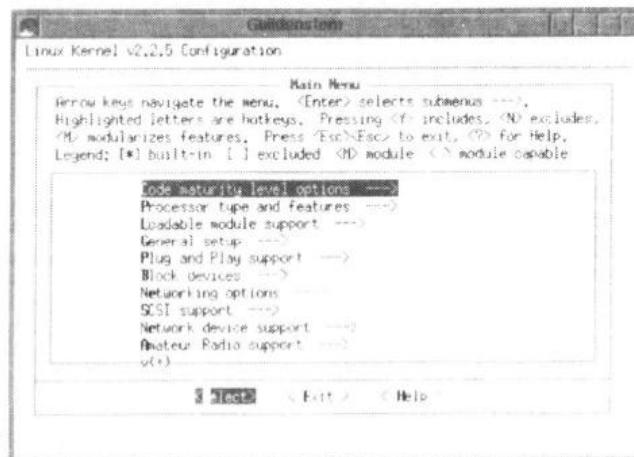 Guildenstern
Linux Kernel v2.2.5 Configuration
Main Menu
Arrow keys navigate the menu. <Enter> selects submenus --->.
Highlighted letters are hotkeys. Pressing <Y> includes, <N> excludes,
<M> modularizes features. Press <Esc><Esc> to exit, <?> for Help.
Legend: [*] built-in [ ] excluded <M> module < > module capable
Code maturity level options --->
Processor type and features --->
Loadable module support --->
General setup --->
Plug and Play support --->
Block devices --->
Networking options --->
SCSI support --->
Network device support --->
Amateur Radio support --->
v(+)
<Select> < Exit > < Help >